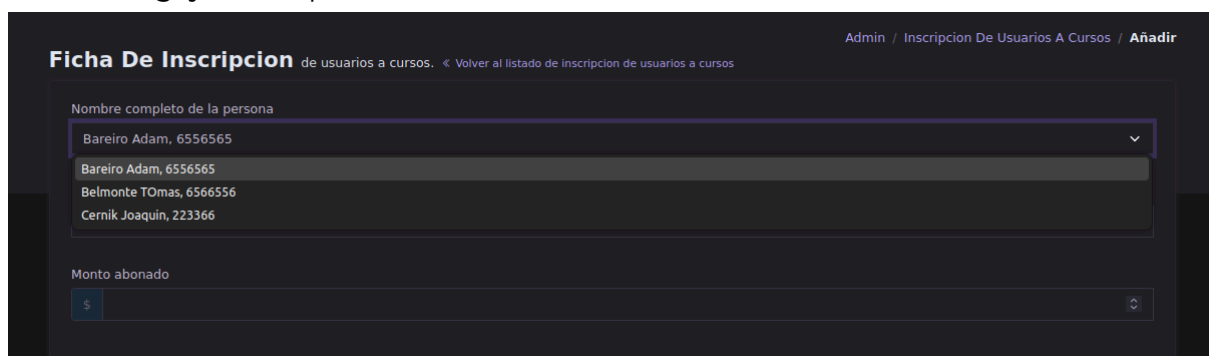 Admin / Inscripcion De Usuarios A Cursos / Añadir
Ficha De Inscripcion de usuarios a cursos. « Volver al listado de inscripcion de usuarios a cursos
Nombre completo de la persona
Bareiro Adam, 6556565
Bareiro Adam, 6556565
Belmonte TOmas, 6566556
Cernik Joaquin, 223366
Monto abonado
$